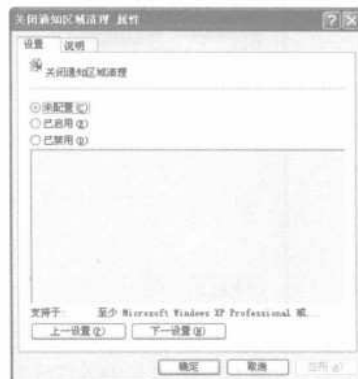 关闭通知区域清理 属性
设置 说明
关闭通知区域清理
未配置(C)
已启用(E)
已禁用(D)
支持于: 至少 Microsoft Windows XP Professional 或...
上一设置(P) 下一设置(N)
确定 取消 应用(A)